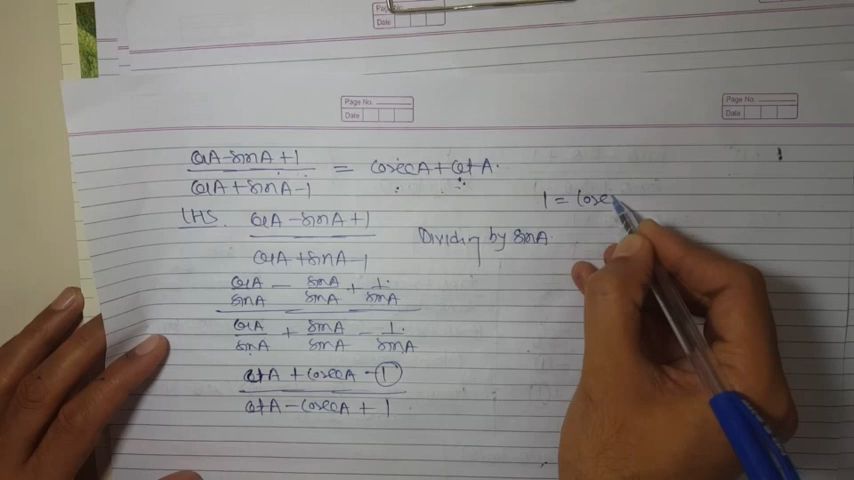 Page No.
Date
Page No.
Date
Page No.
Date
cosA - sinA + 1 / cosA + sinA - 1 = cosecA + cotA.
1 = cose
LHS. cosA - sinA + 1 / cosA + sinA - 1
Dividing by sinA
cosA/sinA - sinA/sinA + 1/sinA
cosA/sinA + sinA/sinA - 1/sinA
cotA + cosecA - 1
cotA - cosecA + 1